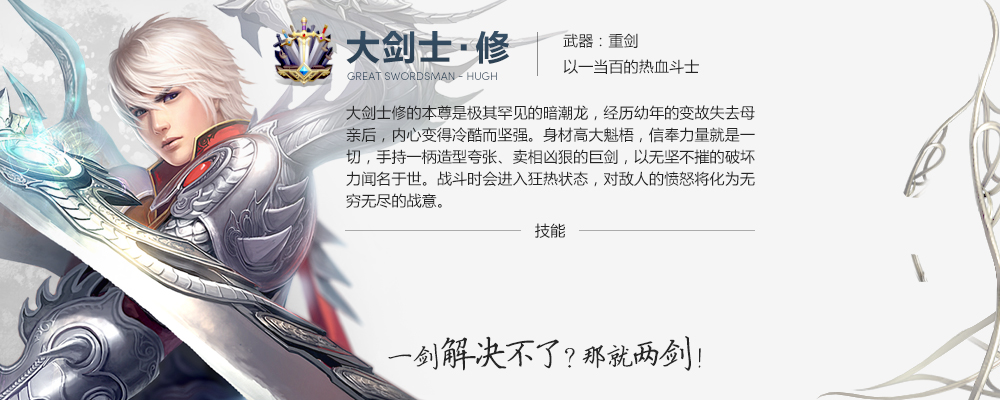 大剑士·修
GREAT SWORDSMAN - HUGH
武器：重剑
以一当百的热血斗士
大剑士修的本尊是极其罕见的暗潮龙，经历幼年的变故失去母
亲后，内心变得冷酷而坚强。身材高大魁梧，信奉力量就是一
切，手持一柄造型夸张、卖相凶狠的巨剑，以无坚不摧的破坏
力闻名于世。战斗时会进入狂热状态，对敌人的愤怒将化为无
穷无尽的战意。
技能
一剑解决不了？那就两剑！